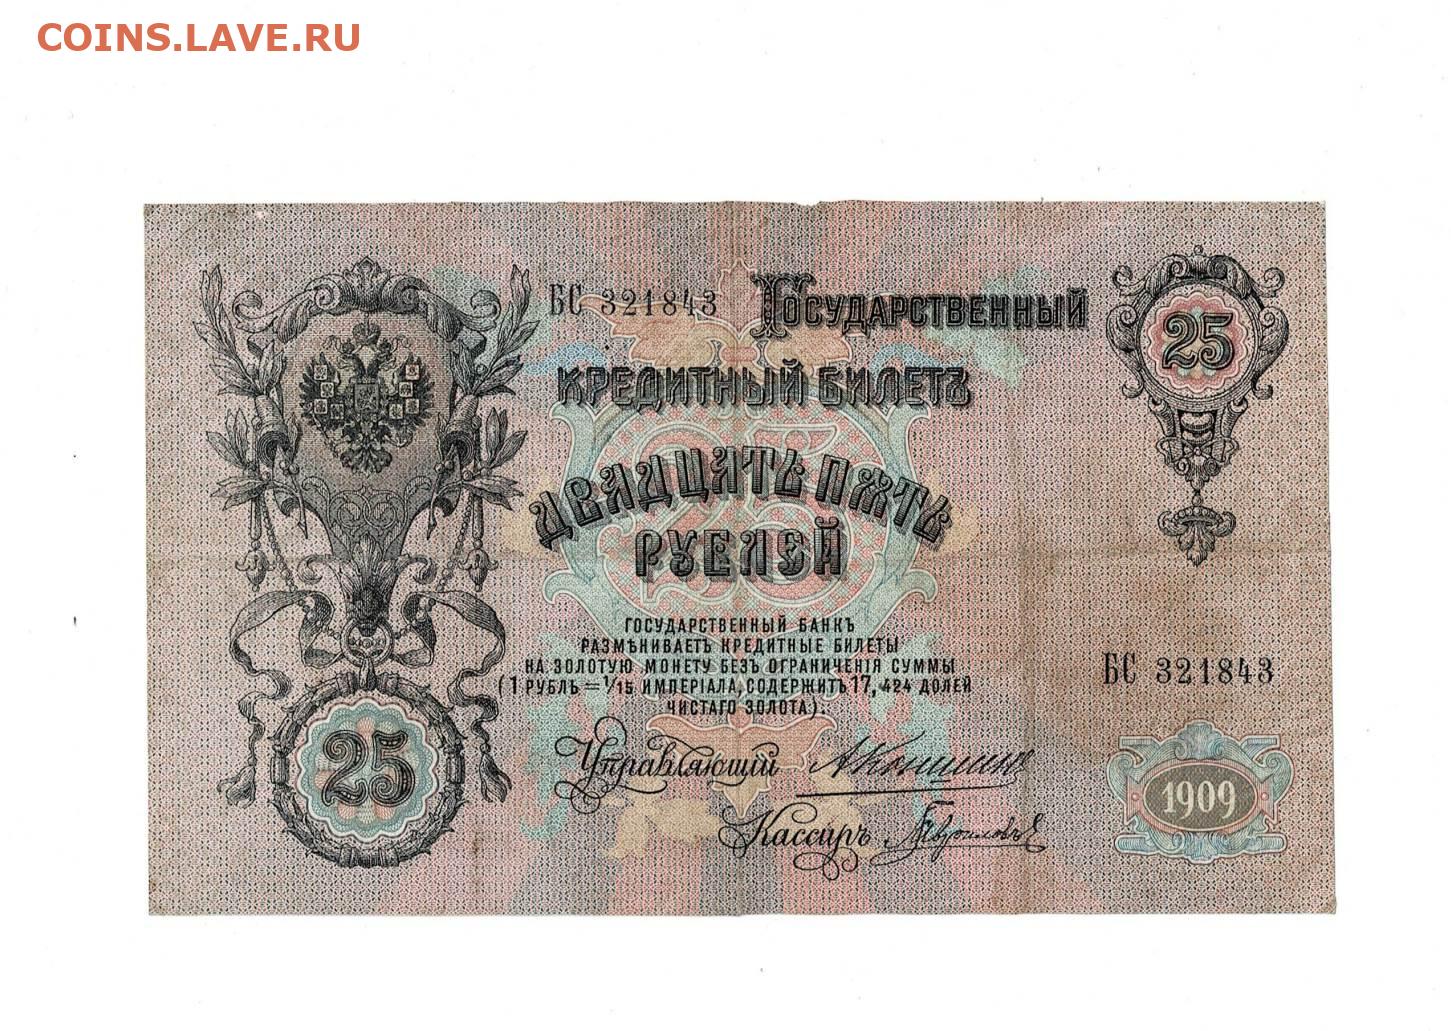 COINS.LAVE.RU
БС 321843 Государственный 25
Кредитный Билетъ
Двадцать Пять
Рублей
25
ГОСУДАРСТВЕННЫЙ БАНКЪ
РАЗМѢНИВАЕТЪ КРЕДИТНЫЕ БИЛЕТЫ
НА ЗОЛОТУЮ МОНЕТУ БЕЗЪ ОГРАНИЧЕНІЯ СУММЫ
(1 РУБЛЬ = 1/15 ИМПЕРІАЛА, СОДЕРЖИТЪ 17,424 ДОЛЕЙ
ЧИСТАГО ЗОЛОТА).
БС 321843
25
Управляющій АКоншинъ
Кассиръ
1909